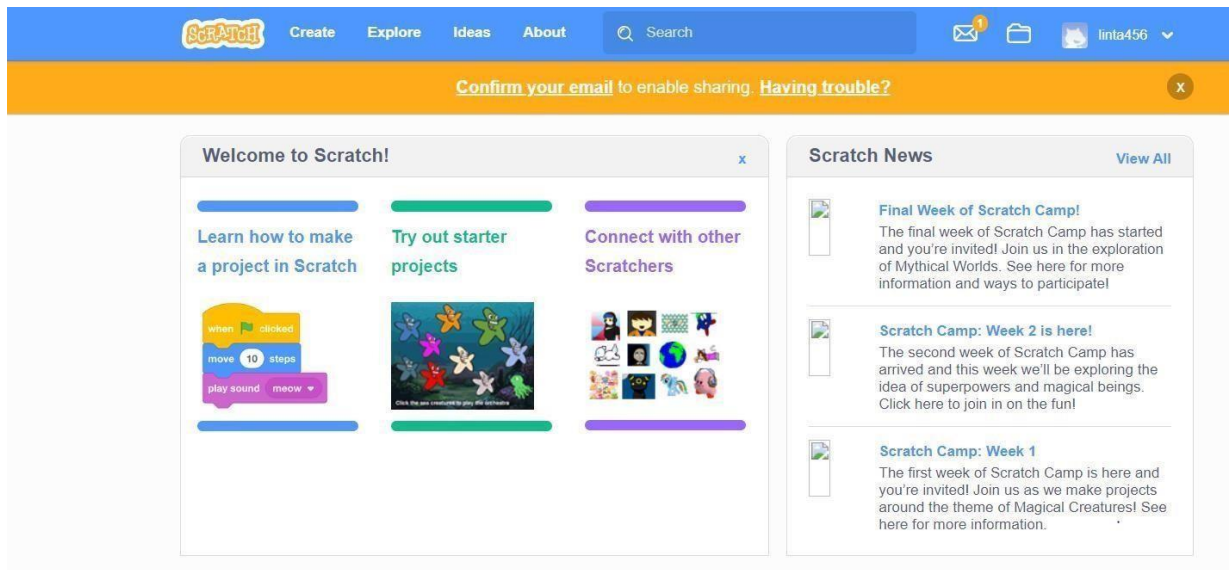 SCRATCH Create Explore Ideas About Search 1 linta456
Confirm your email to enable sharing. Having trouble? x
Welcome to Scratch! x
Learn how to make
a project in Scratch
when clicked
move 10 steps
play sound meow
Try out starter
projects
Click the sea creatures to play the orchestra
Connect with other
Scratchers
Scratch News View All
Final Week of Scratch Camp!
The final week of Scratch Camp has started
and you're invited! Join us in the exploration
of Mythical Worlds. See here for more
information and ways to participate!
Scratch Camp: Week 2 is here!
The second week of Scratch Camp has
arrived and this week we'll be exploring the
idea of superpowers and magical beings.
Click here to join in on the fun!
Scratch Camp: Week 1
The first week of Scratch Camp is here and
you're invited! Join us as we make projects
around the theme of Magical Creatures! See
here for more information.